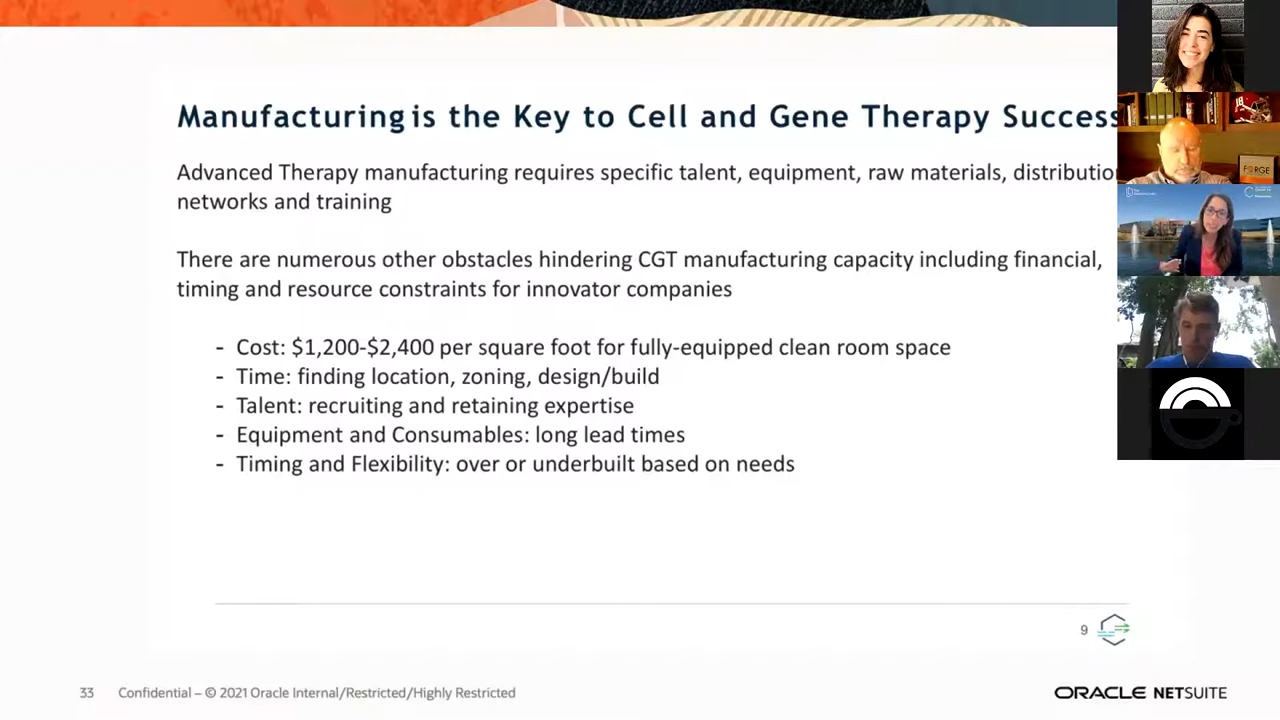 Manufacturing is the Key to Cell and Gene Therapy Success
Advanced Therapy manufacturing requires specific talent, equipment, raw materials, distribution
networks and training
There are numerous other obstacles hindering CGT manufacturing capacity including financial,
timing and resource constraints for innovator companies
- Cost: $1,200-$2,400 per square foot for fully-equipped clean room space
- Time: finding location, zoning, design/build
- Talent: recruiting and retaining expertise
- Equipment and Consumables: long lead times
- Timing and Flexibility: over or underbuilt based on needs
9
33 Confidential – © 2021 Oracle Internal/Restricted/Highly Restricted
ORACLE NETSUITE
FORGE